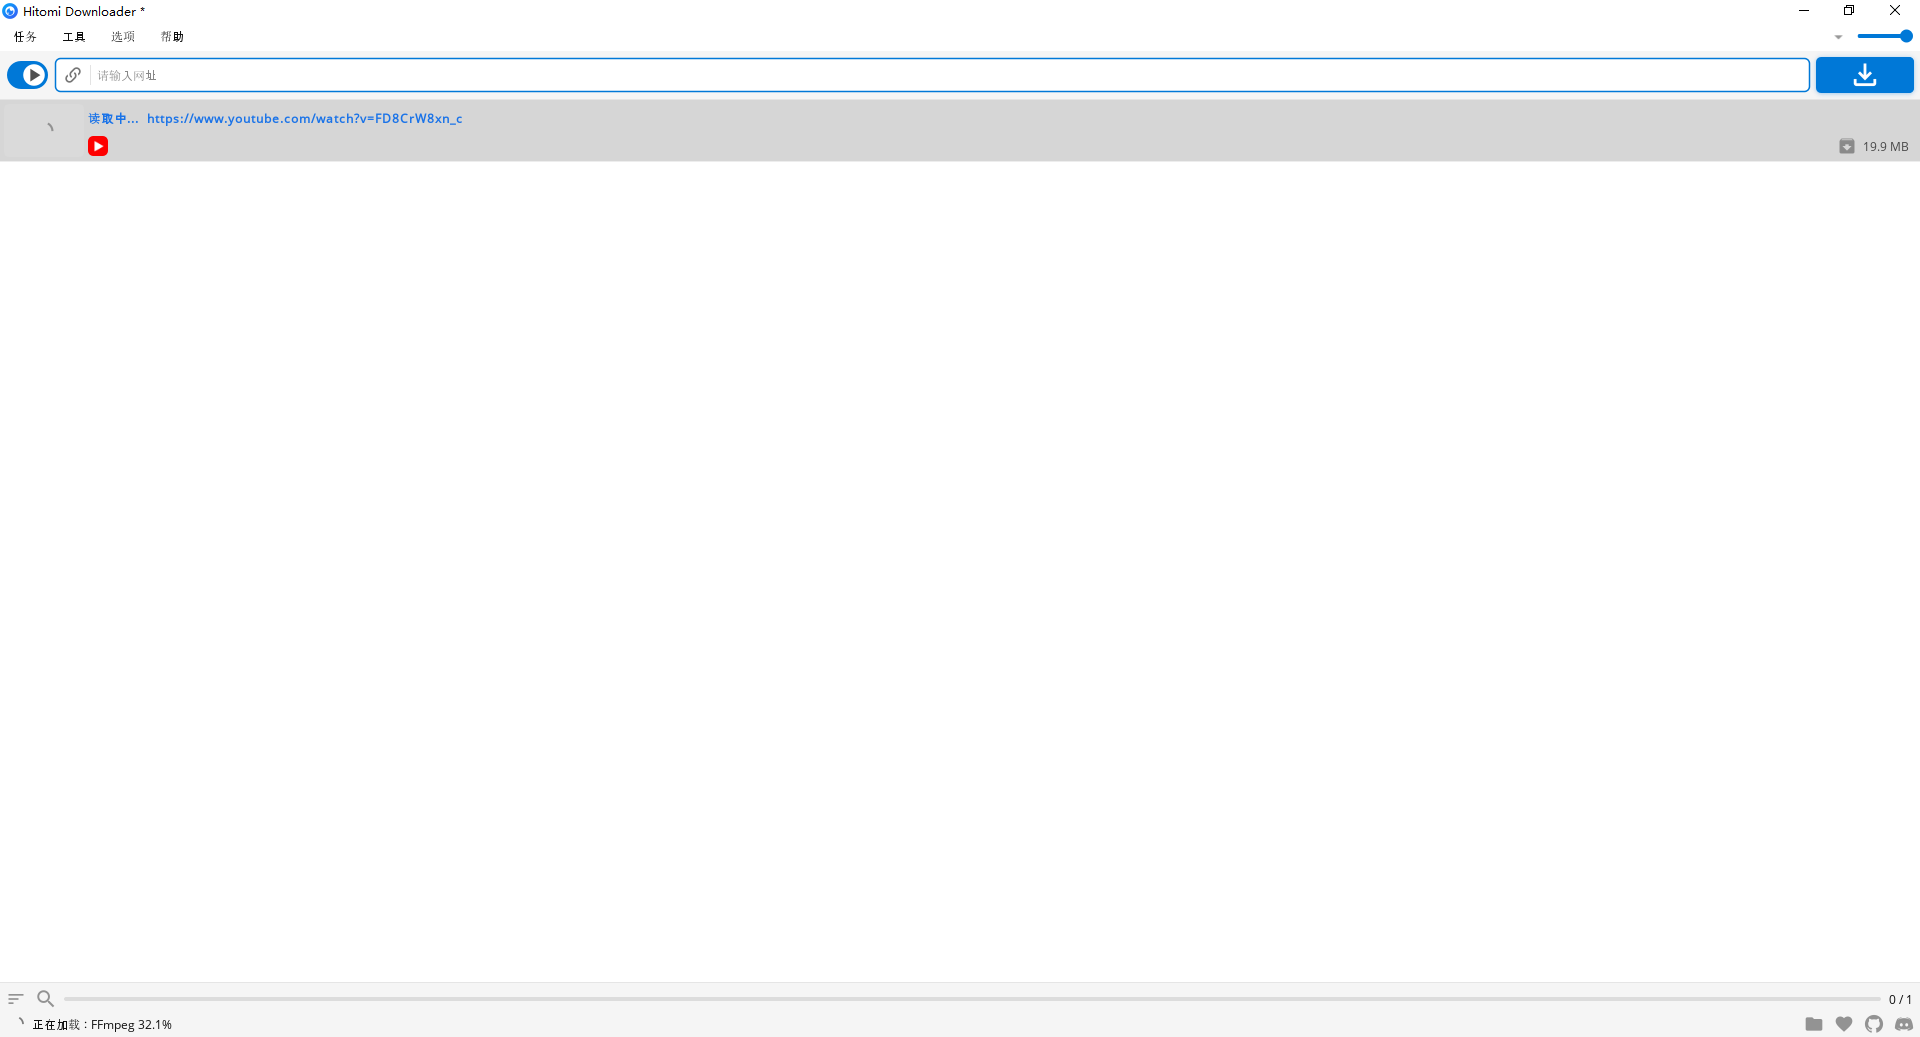 Hitomi Downloader *
任务 工具 选项 帮助
请输入网址
读取中... https://www.youtube.com/watch?v=FD8CrW8xn_c
19.9 MB
0 / 1
正在加载：FFmpeg 32.1%